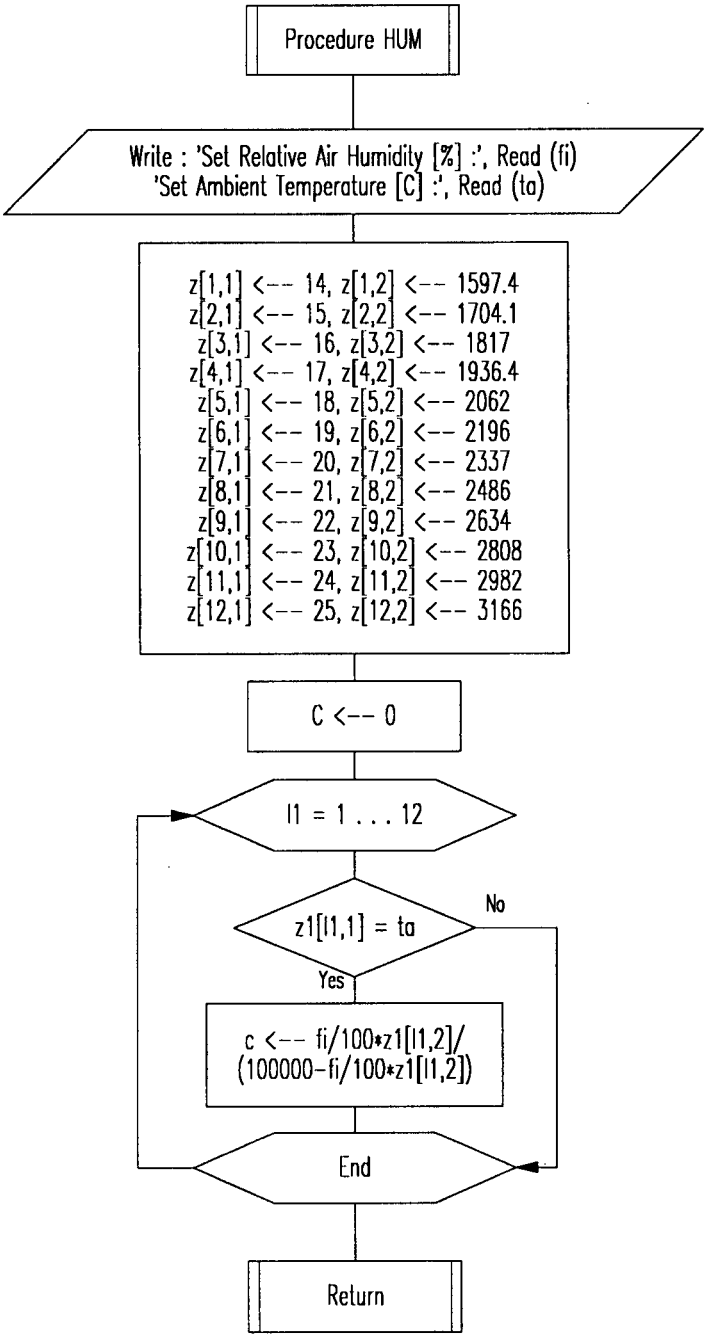 Procedure HUM
Write : 'Set Relative Air Humidity [%] :', Read (fi)
'Set Ambient Temperature [C] :', Read (ta)
z[1,1] <-- 14, z[1,2] <-- 1597.4
z[2,1] <-- 15, z[2,2] <-- 1704.1
z[3,1] <-- 16, z[3,2] <-- 1817
z[4,1] <-- 17, z[4,2] <-- 1936.4
z[5,1] <-- 18, z[5,2] <-- 2062
z[6,1] <-- 19, z[6,2] <-- 2196
z[7,1] <-- 20, z[7,2] <-- 2337
z[8,1] <-- 21, z[8,2] <-- 2486
z[9,1] <-- 22, z[9,2] <-- 2634
z[10,1] <-- 23, z[10,2] <-- 2808
z[11,1] <-- 24, z[11,2] <-- 2982
z[12,1] <-- 25, z[12,2] <-- 3166
C <-- 0
I1 = 1 . . . 12
z1[I1,1] = ta
No
Yes
c <-- fi/100*z1[I1,2]/
(100000-fi/100*z1[I1,2])
End
Return